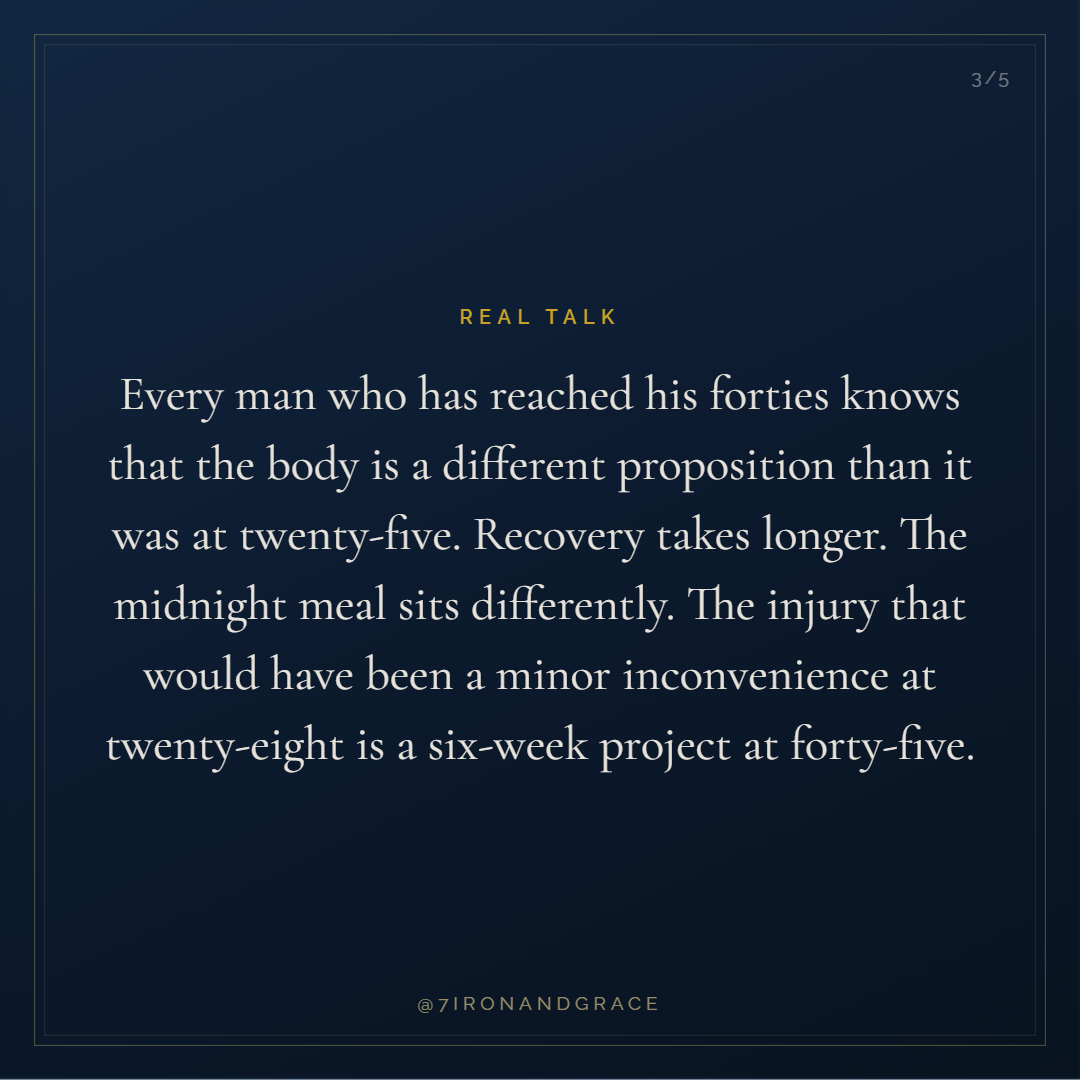 3/5
REAL TALK
Every man who has reached his forties knows
that the body is a different proposition than it
was at twenty-five. Recovery takes longer. The
midnight meal sits differently. The injury that
would have been a minor inconvenience at
twenty-eight is a six-week project at forty-five.
@7IRONANDGRACE